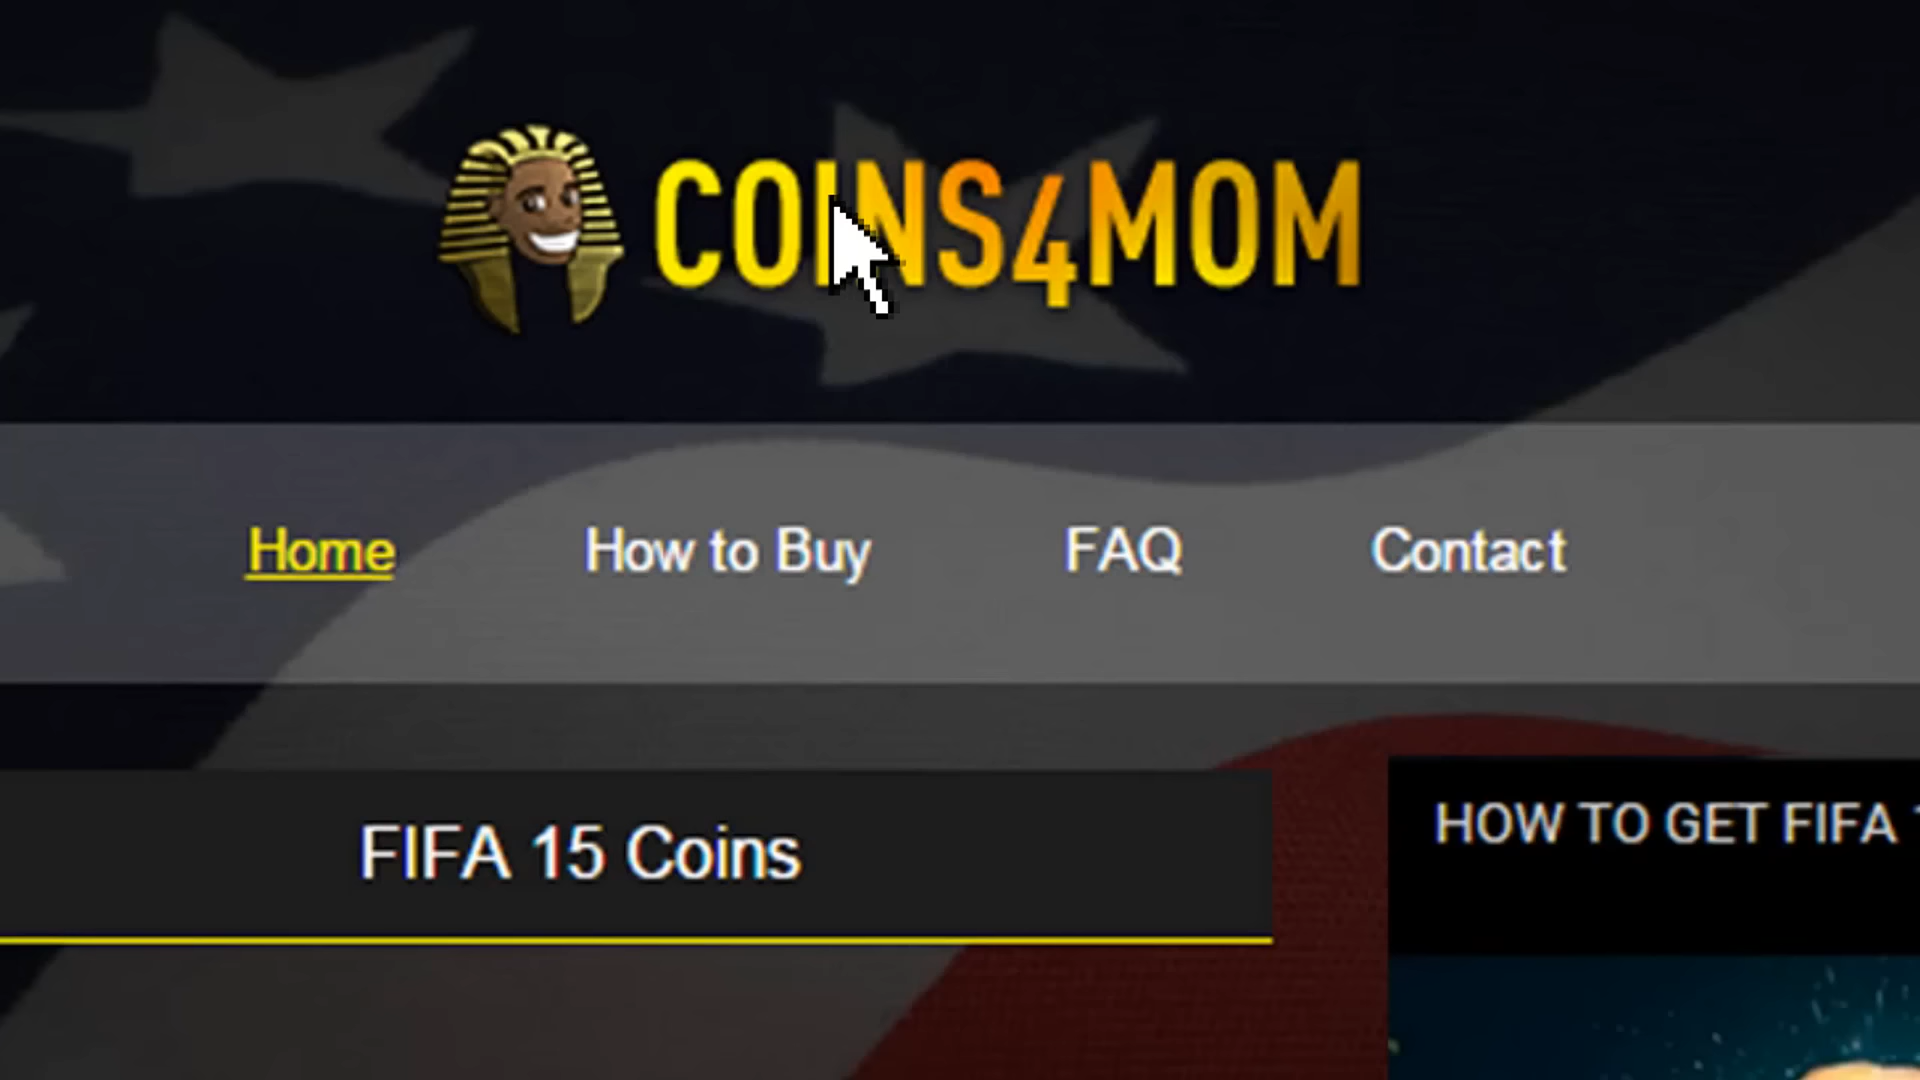 COINS4MOM
Home How to Buy FAQ Contact
FIFA 15 Coins
HOW TO GET FIFA